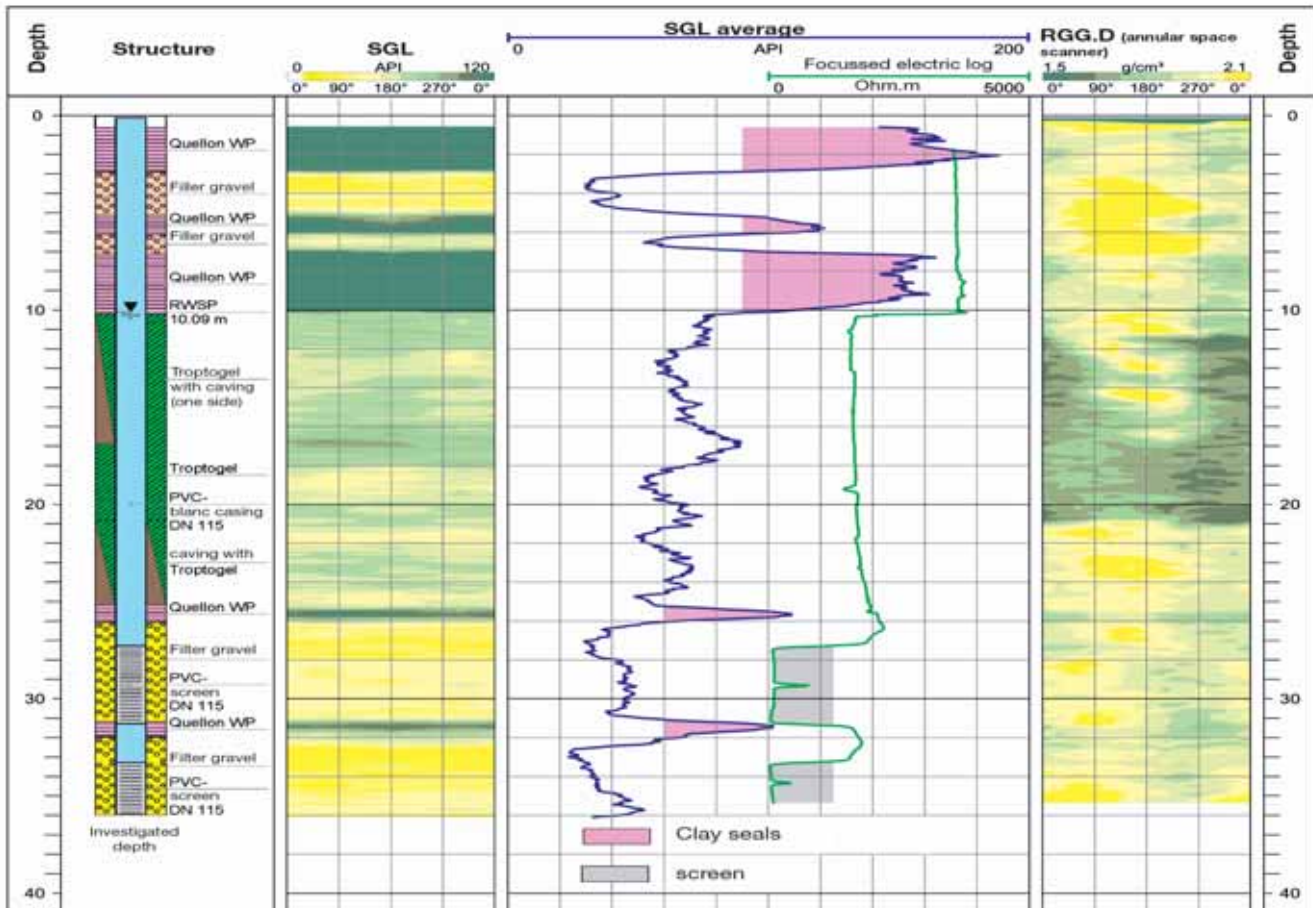 Depth
Structure
SGL
0 API 120
0° 90° 180° 270° 0°
SGL average
0 API 200
Focussed electric log
0 Ohm.m 5000
RGG.D (annular space
scanner)
1.5 g/cm³ 2.1
0° 90° 180° 270° 0°
Depth
0
10
20
30
40
Quellon WP
Filler gravel
Quellon WP
Filler gravel
Quellon WP
RWSP
10.09 m
Troptogel
with caving
(one side)
Troptogel
PVC-
blanc casing
DN 115
caving with
Troptogel
Quellon WP
Filter gravel
PVC-
screen
DN 115
Quellon WP
Filter gravel
PVC-
screen
DN 115
Investigated
depth
Clay seals
screen
0
10
20
30
40